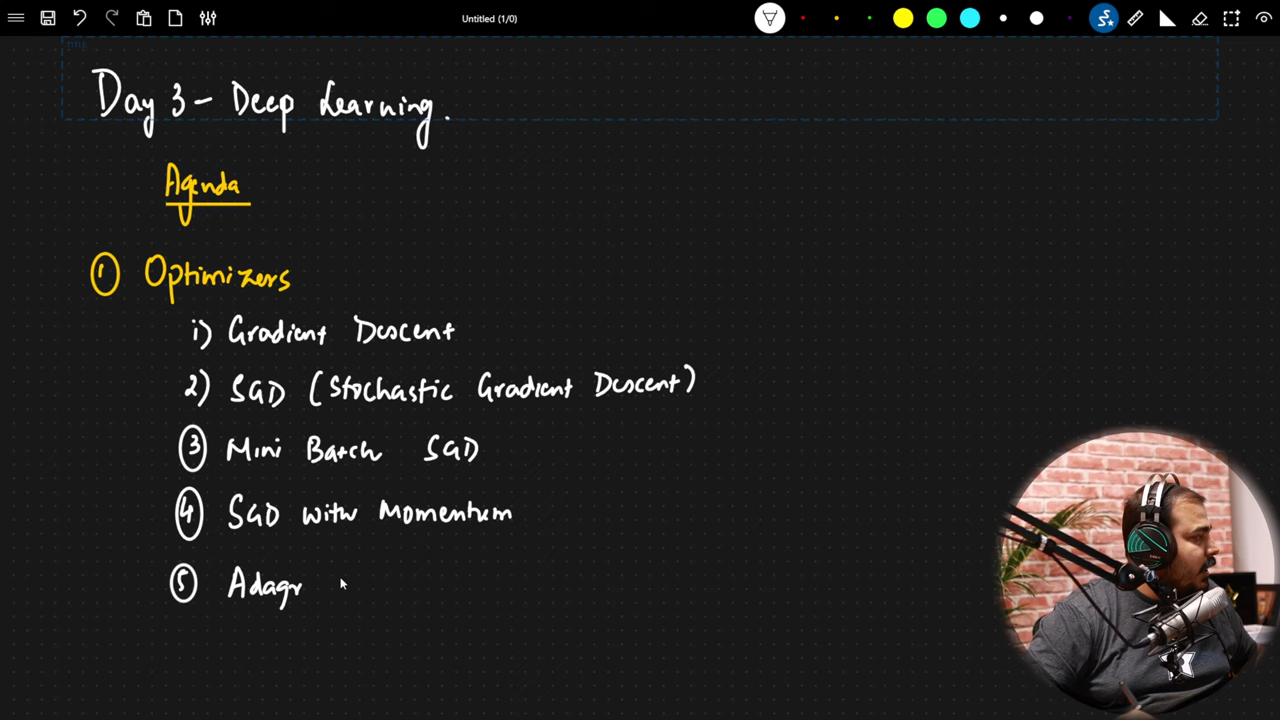 Untitled (1/0)
Day 3 - Deep Learning.
Agenda
① Optimizers
i) Gradient Descent
2) SGD (Stochastic Gradient Descent)
③ Mini Batch SGD
④ SGD with Momentum
⑤ Adagr